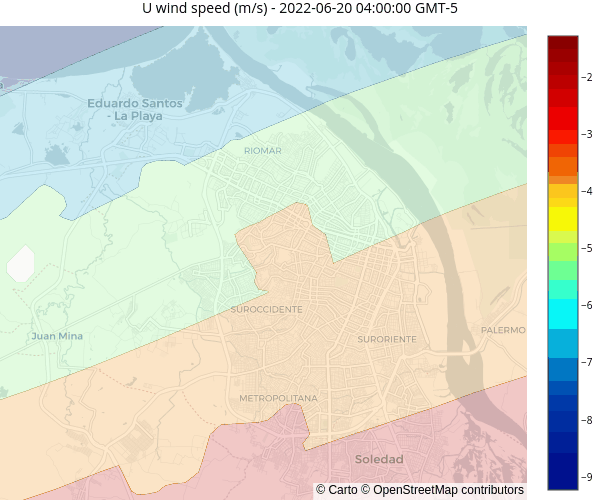 U wind speed (m/s) - 2022-06-20 04:00:00 GMT-5
Eduardo Santos
- La Playa
RIOMAR
SUROCCIDENTE
Juan Mina
SURORIENTE
PALERMO
METROPOLITANA
Soledad
© Carto © OpenStreetMap contributors
−2
−3
−4
−5
−6
−7
−8
−9